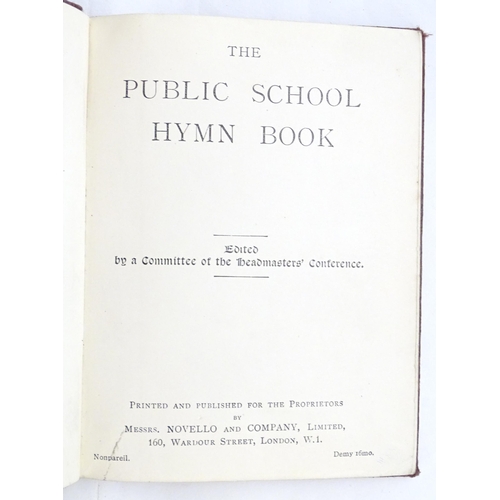 THE
PUBLIC SCHOOL
HYMN BOOK
Edited
by a Committee of the Headmasters' Conference.
PRINTED AND PUBLISHED FOR THE PROPRIETORS
BY
MESSRS. NOVELLO AND COMPANY, LIMITED,
160, WARDOUR STREET, LONDON, W.1.
Nonpareil. Demy 16mo.